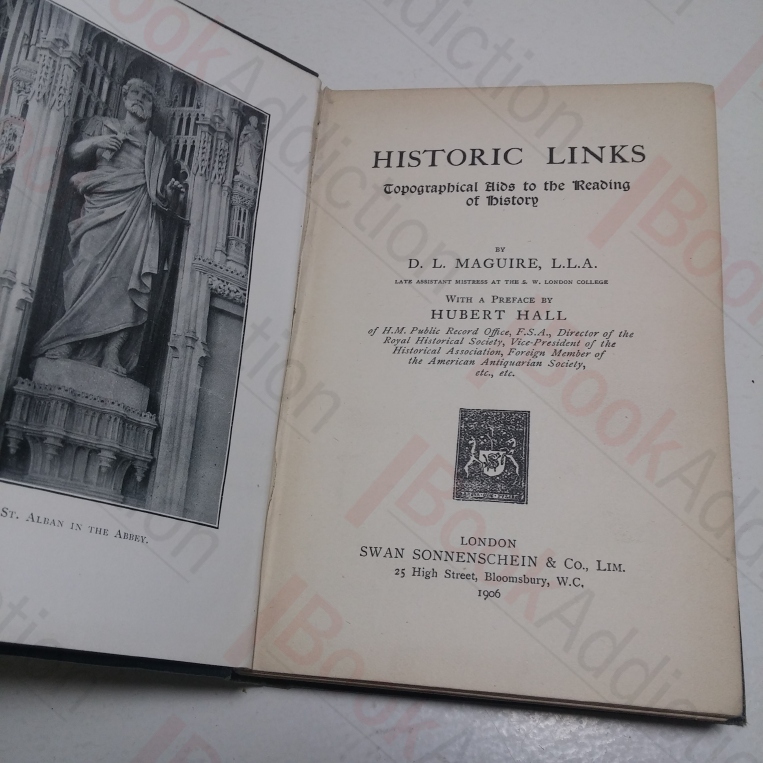 St. Alban in the Abbey.
HISTORIC LINKS
Topographical Aids to the Reading
of History
BY
D. L. MAGUIRE, L.L.A.
LATE ASSISTANT MISTRESS AT THE S. W. LONDON COLLEGE
With a Preface by
HUBERT HALL
of H.M. Public Record Office, F.S.A., Director of the
Royal Historical Society, Vice-President of the
Historical Association, Foreign Member of
the American Antiquarian Society,
etc., etc.
LONDON
SWAN SONNENSCHEIN & Co., Lim.
25 High Street, Bloomsbury, W.C.
1906
BookAddiction